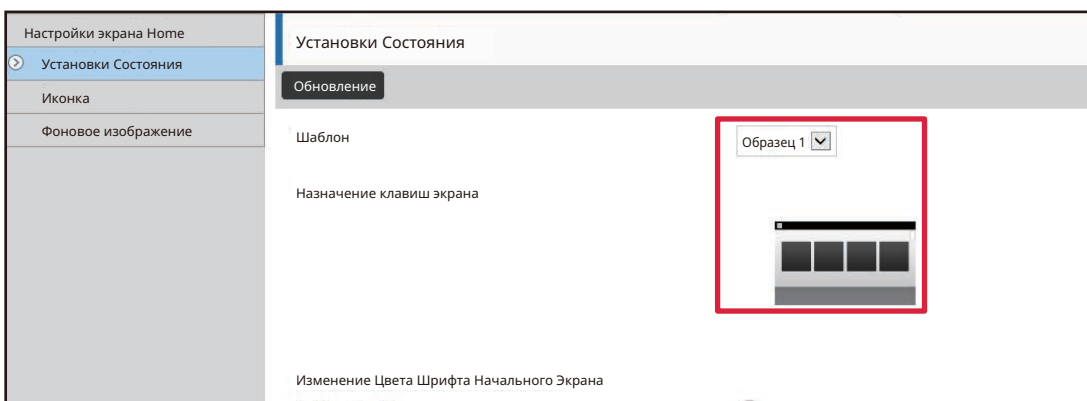 Настройки экрана Home
Установки Состояния
Иконка
Фоновое изображение
Установки Состояния
Обновление
Шаблон
Образец 1
Назначение клавиш экрана
Изменение Цвета Шрифта Начального Экрана